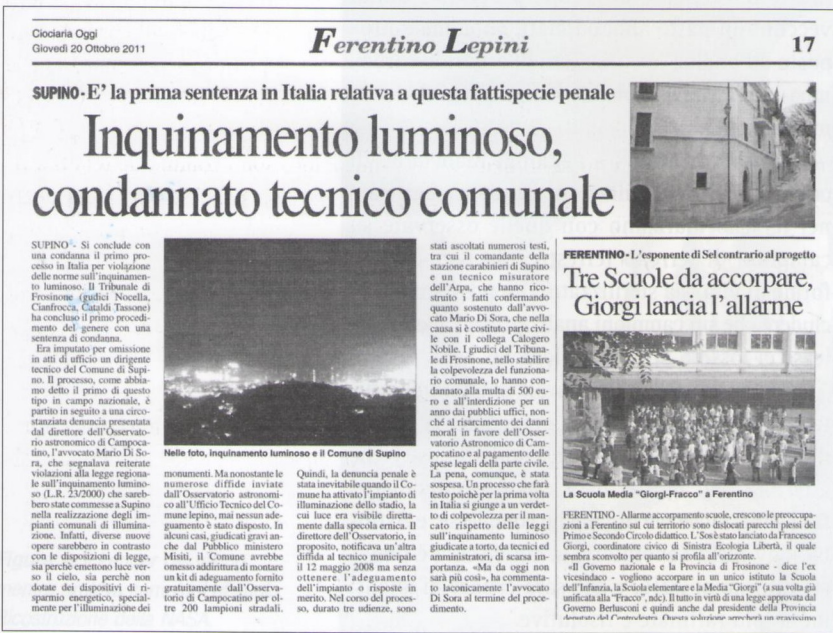 Ciociaria Oggi
Giovedì 20 Ottobre 2011
Ferentino Lepini
17
SUPINO - E' la prima sentenza in Italia relativa a questa fattispecie penale
Inquinamento luminoso,
condannato tecnico comunale
SUPINO - Si conclude con
una condanna il primo pro-
cesso in Italia per violazione
delle norme sull'inquinamen-
to luminoso. Il Tribunale di
Frosinone (gudici Nocella,
Cianfrocca, Cataldi Tassone)
ha concluso il primo procedi-
mento del genere con una
sentenza di condanna.
Era imputato per omissione
in atti di ufficio un dirigente
tecnico del Comune di Supi-
no. Il processo, come abbia-
mo detto il primo di questo
tipo in campo nazionale, è
partito in seguito a una circo-
stanziata denuncia presentata
dal direttore dell'Osservato-
rio astronomico di Campoca-
tino, l'avvocato Mario Di So-
ra, che segnalava reiterate
violazioni alla legge regiona-
le sull'inquinamento lumino-
so (L.R. 23/2000) che sareb-
bero state commesse a Supino
nella realizzazione degli im-
pianti comunali di illumina-
zione. Infatti, diverse nuove
opere sarebbero in contrasto
con le disposizioni di legge,
sia perchè emettono luce ver-
so il cielo, sia perchè non
dotate dei dispositivi di ri-
sparmio energetico, special-
mente per l'illuminazione dei
Nelle foto, inquinamento luminoso e il Comune di Supino
monumenti. Ma nonostante le
numerose diffide inviate
dall'Osservatorio astronomi-
co all'Ufficio Tecnico del Co-
mune lepino, mai nessun ade-
guamento è stato disposto. In
alcuni casi, giudicati gravi an-
che dal Pubblico ministero
Misiti, il Comune avrebbe
omesso addirittura di montare
un kit di adeguamento fornito
gratuitamente dall'Osserva-
torio di Campocatino per ol-
tre 200 lampioni stradali.
Quindi, la denuncia penale è
stata inevitabile quando il Co-
mune ha attivato l'impianto di
illuminazione dello stadio, la
cui luce era visibile diretta-
mente dalla specola ernica. Il
direttore dell'Osservatorio, in
proposito, notificava un'altra
diffida al tecnico municipale
il 12 maggio 2008 ma senza
ottenere l'adeguamento
dell'impianto o risposte in
merito. Nel corso del proces-
so, durato tre udienze, sono
stati ascoltati numerosi testi,
tra cui il comandante della
stazione carabinieri di Supino
e un tecnico misuratore
dell'Arpa, che hanno rico-
struito i fatti confermando
quanto sostenuto dall'avvo-
cato Mario Di Sora, che nella
causa si è costituto parte civi-
le con il collega Calogero
Nobile. I giudici del Tribuna-
le di Frosinone, nello stabilire
la colpevolezza del funziona-
rio comunale, lo hanno con-
dannato alla multa di 500 eu-
ro e all'interdizione per un
anno dai pubblici uffici, non-
ché al risarcimento dei danni
morali in favore dell'Osser-
vatorio Astronomico di Cam-
pocatino e al pagamento delle
spese legali della parte civile.
La pena, comunque, è stata
sospesa. Un processo che farà
testo poichè per la prima volta
in Italia si giunge a un verdet-
to di colpevolezza per il man-
cato rispetto delle leggi
sull'inquinamento luminoso
giudicate a torto, da tecnici ed
amministratori, di scarsa im-
portanza. «Ma da oggi non
sarà più così», ha commenta-
to laconicamente l'avvocato
Di Sora al termine del proce-
dimento.
FERENTINO - L'esponente di Sel contrario al progetto
Tre Scuole da accorpare,
Giorgi lancia l'allarme
La Scuola Media "Giorgi-Fracco" a Ferentino
FERENTINO - Allarme accorpamento scuole, crescono le preoccupa-
zioni a Ferentino sul cui territorio sono dislocati parecchi plessi del
Primo e Secondo Circolo didattico. L'Sos è stato lanciato da Francesco
Giorgi, coordinatore civico di Sinistra Ecologia Libertà, il quale
sembra sconvolto per quanto si profila all'orizzonte.
«Il Governo nazionale e la Provincia di Frosinone - dice l'ex
vicesindaco - vogliono accorpare in un unico istituto la Scuola
dell'Infanzia, la Scuola elementare e la Media "Giorgi" (a sua volta già
unificata alla "Fracco", ndc). Il tutto in virtù di una legge approvata dal
Governo Berlusconi e quindi anche dal presidente della Provincia
deputato del Centrodestra. Questa soluzione arrecherà un gravissimo